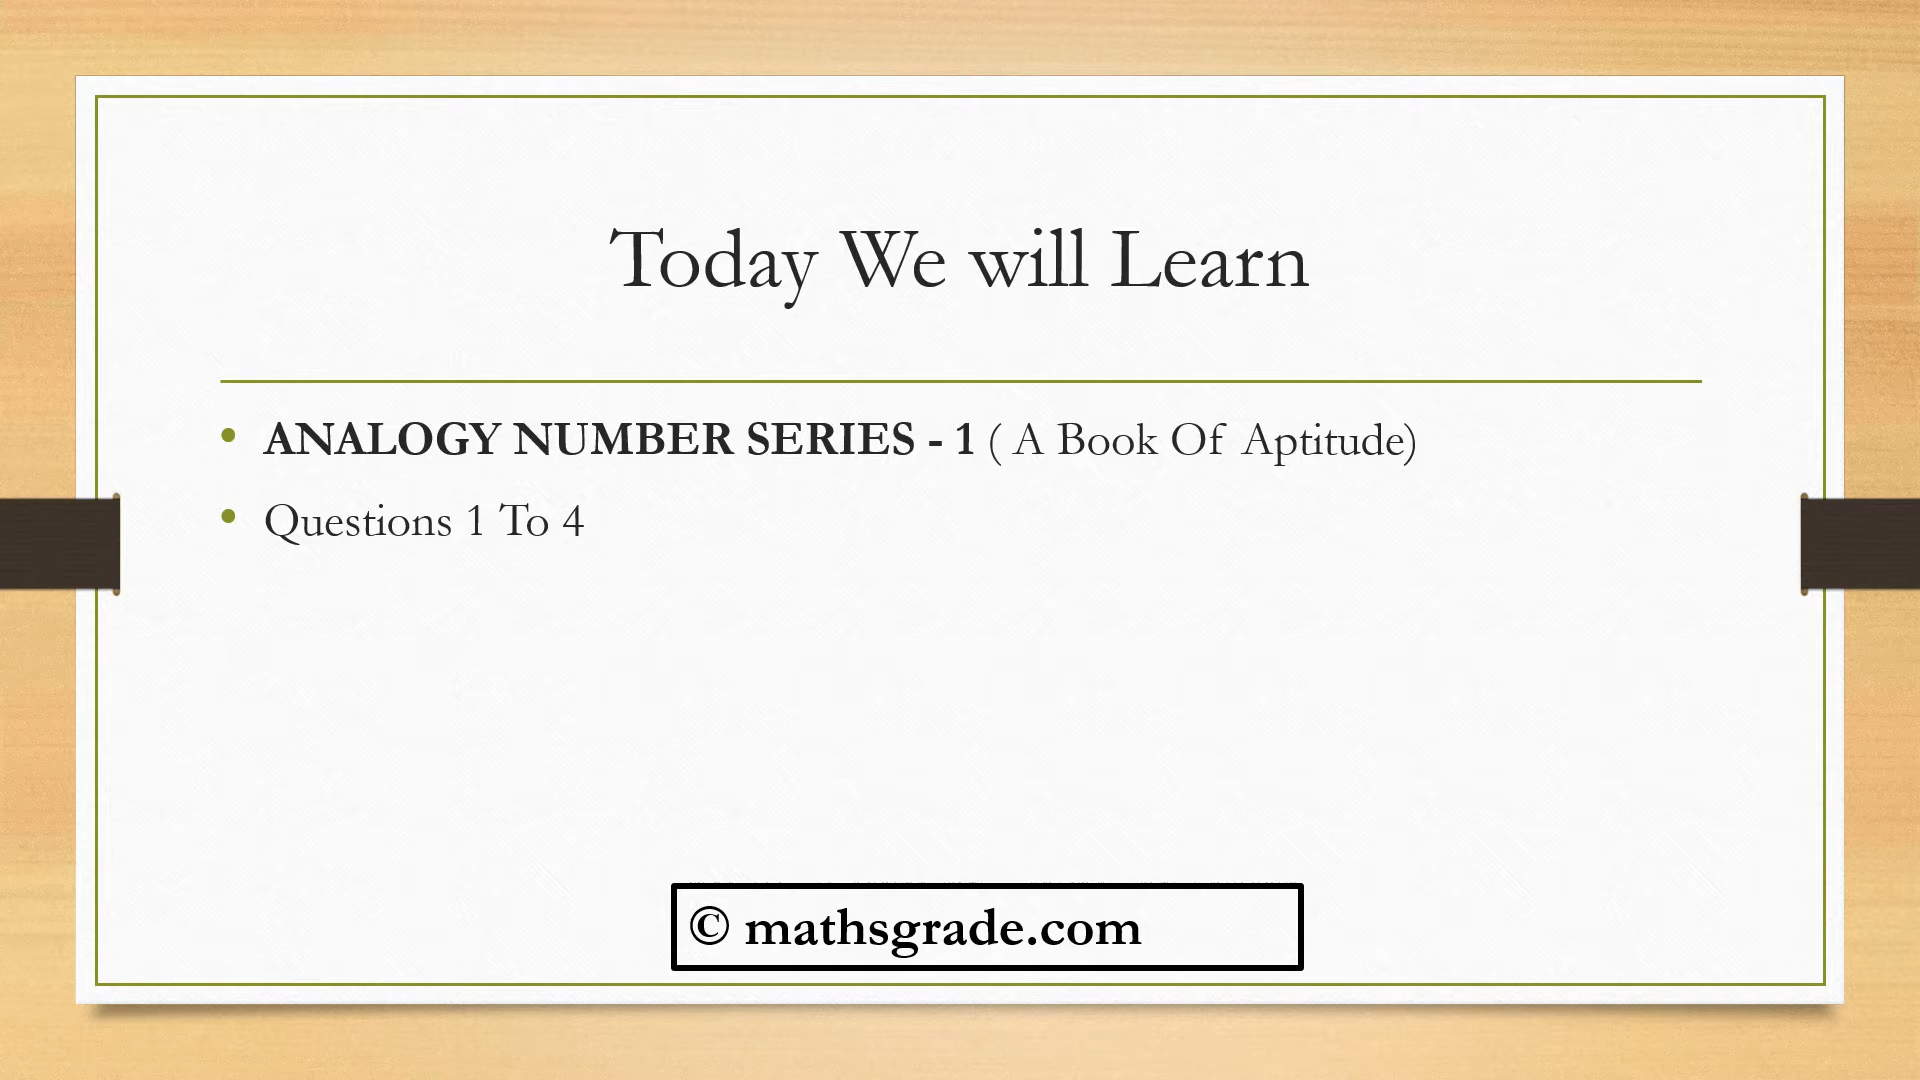 Today We will Learn
• ANALOGY NUMBER SERIES - 1 ( A Book Of Aptitude)
• Questions 1 To 4
© mathsgrade.com